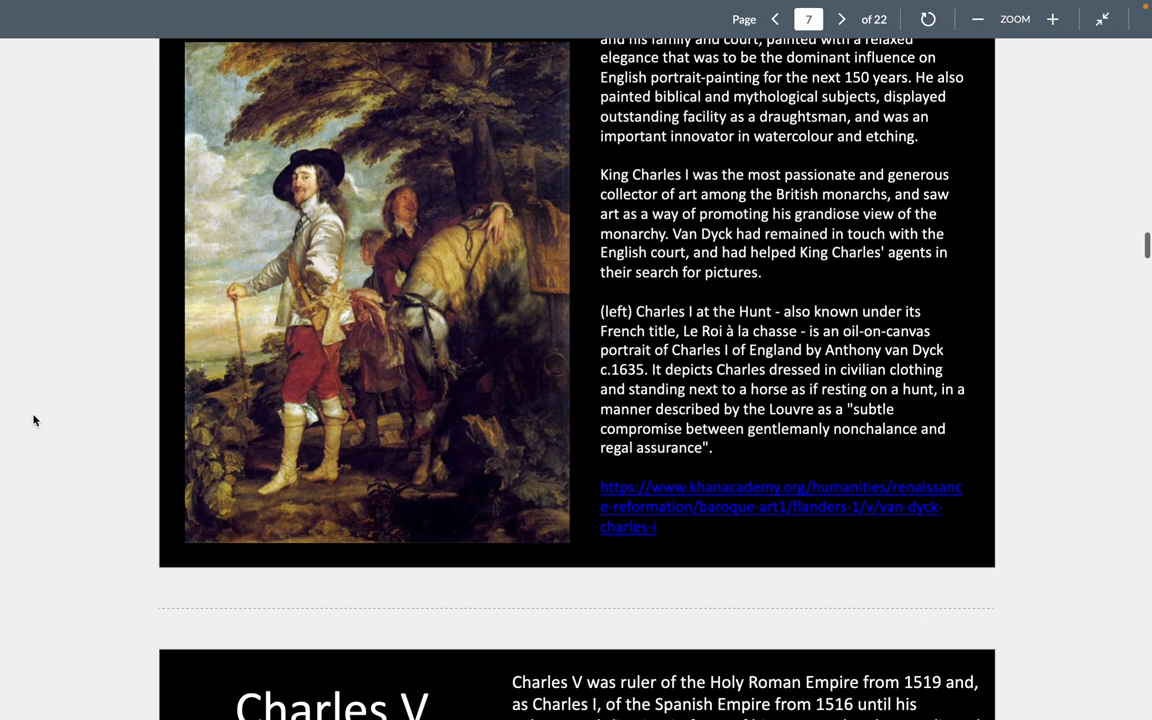 Page 7 of 22 ZOOM
and his family and court, painted with a relaxed
elegance that was to be the dominant influence on
English portrait-painting for the next 150 years. He also
painted biblical and mythological subjects, displayed
outstanding facility as a draughtsman, and was an
important innovator in watercolour and etching.
King Charles I was the most passionate and generous
collector of art among the British monarchs, and saw
art as a way of promoting his grandiose view of the
monarchy. Van Dyck had remained in touch with the
English court, and had helped King Charles' agents in
their search for pictures.
(left) Charles I at the Hunt - also known under its
French title, Le Roi à la chasse - is an oil-on-canvas
portrait of Charles I of England by Anthony van Dyck
c.1635. It depicts Charles dressed in civilian clothing
and standing next to a horse as if resting on a hunt, in a
manner described by the Louvre as a "subtle
compromise between gentlemanly nonchalance and
regal assurance".
https://www.khanacademy.org/humanities/renaissanc
e-reformation/baroque-art1/flanders-1/v/van-dyck-
charles-i
Charles V
Charles V was ruler of the Holy Roman Empire from 1519 and,
as Charles I, of the Spanish Empire from 1516 until his